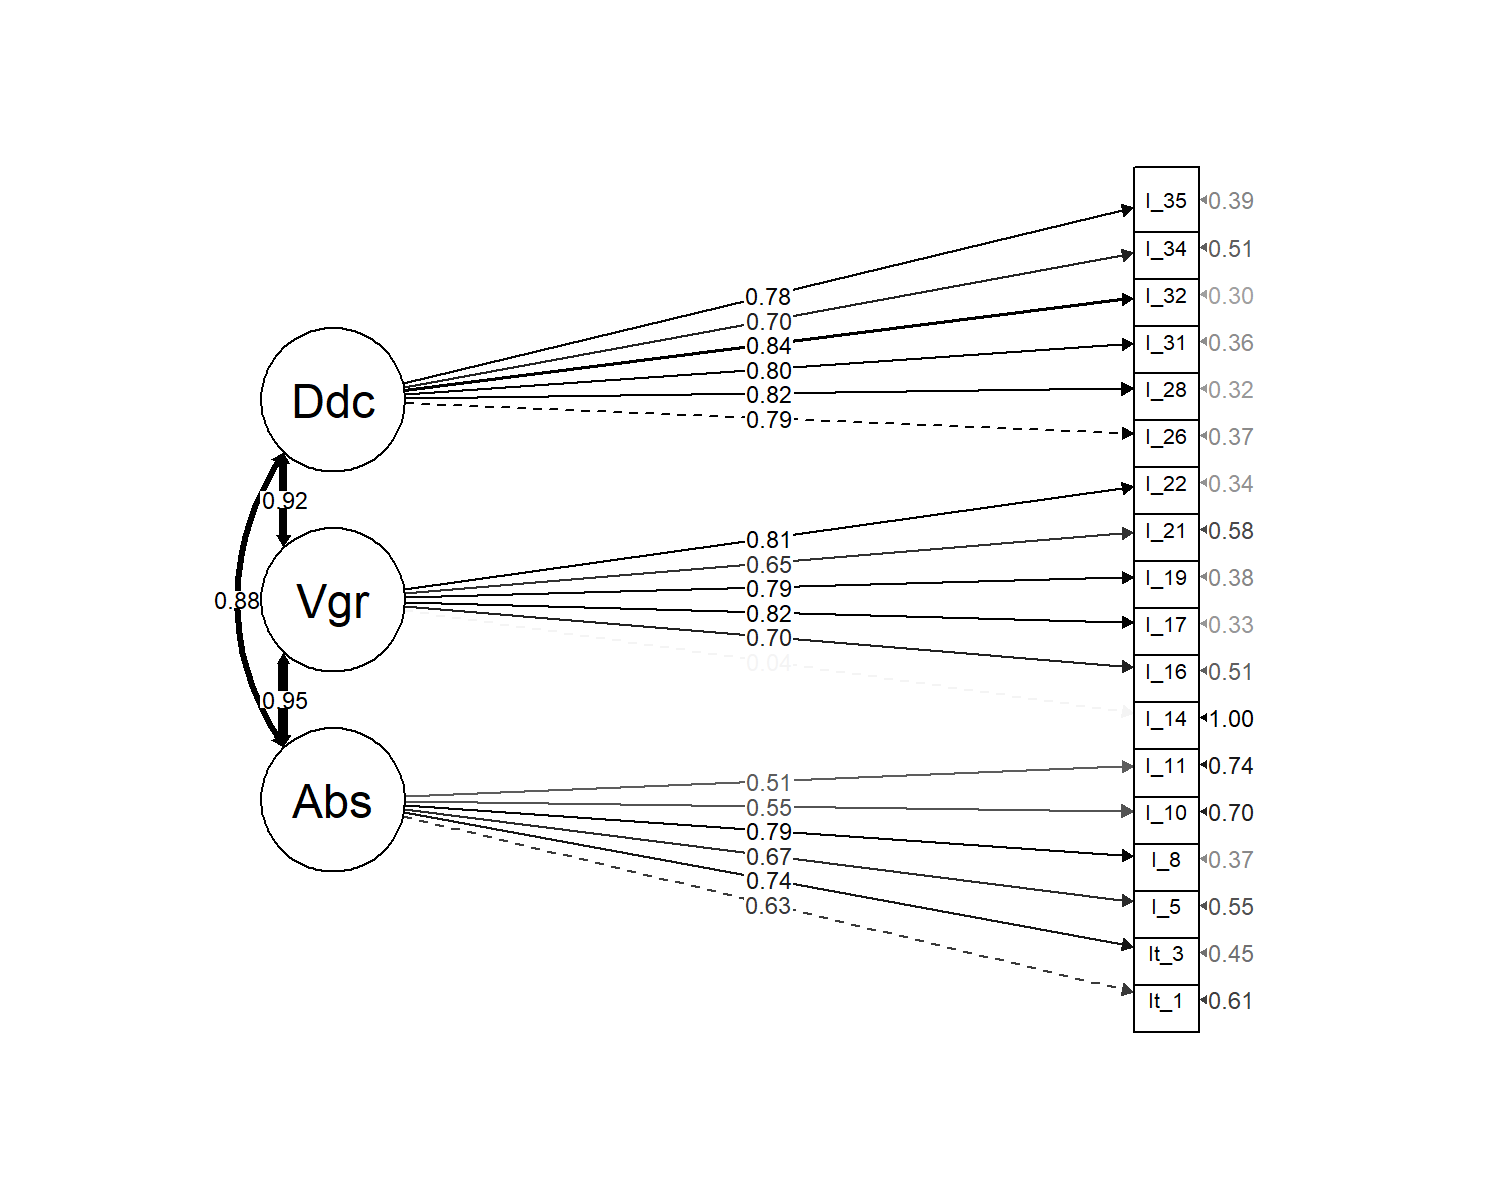 I_35 0.39
I_34 0.51
0.78 I_32 0.30
0.70
0.84 I_31 0.36
0.80
Ddc 0.82 I_28 0.32
0.79 I_26 0.37
I_22 0.34
0.92
0.81 I_21 0.58
0.65 I_19 0.38
0.88 Vgr 0.79
0.82 I_17 0.33
0.70
0.04 I_16 0.51
0.95 I_14 1.00
0.51 I_11 0.74
Abs 0.55 I_10 0.70
0.79
0.67 I_8 0.37
0.74
0.63 I_5 0.55
It_3 0.45
It_1 0.61